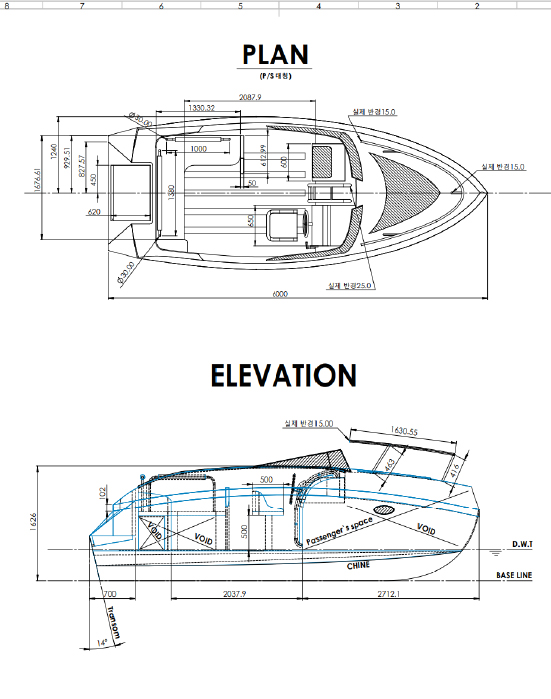 8 7 6 5 4 3 2
PLAN
(P/S대칭)
2087.9
1330.32
Ø30.00
실제 반경15.0
1000
612.99
600
1240
929.51
827.57
1676.61
450
실제 반경15.0
50
1380
620
650
Ø30.00
실제 반경25.0
6000
ELEVATION
실제 반경15.00
1630.55
463
416
500
102
1626
VOID
VOID
500
Passenger's space
VOID
D.W.T
CHINE
BASE LINE
700
2037.9
2712.1
Transom
14°